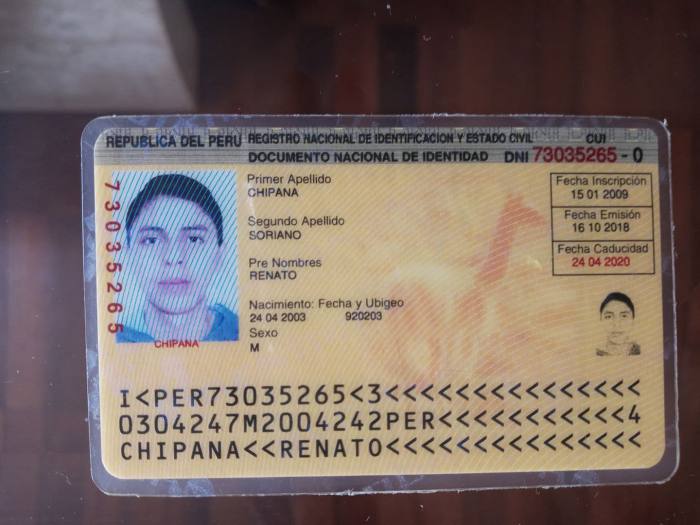 REPUBLICA DEL PERU REGISTRO NACIONAL DE IDENTIFICACION Y ESTADO CIVIL CUI
DOCUMENTO NACIONAL DE IDENTIDAD DNI 73035265 - 0
73035265
CHIPANA
Primer Apellido
CHIPANA
Segundo Apellido
SORIANO
Pre Nombres
RENATO
Nacimiento: Fecha y Ubigeo
24 04 2003 920203
Sexo
M
Fecha Inscripción
15 01 2009
Fecha Emisión
16 10 2018
Fecha Caducidad
24 04 2020
I<PER73035265<3<<<<<<<<<<<<<<<
0304247M2004242PER<<<<<<<<<<<4
CHIPANA<<RENATO<<<<<<<<<<<<<<<